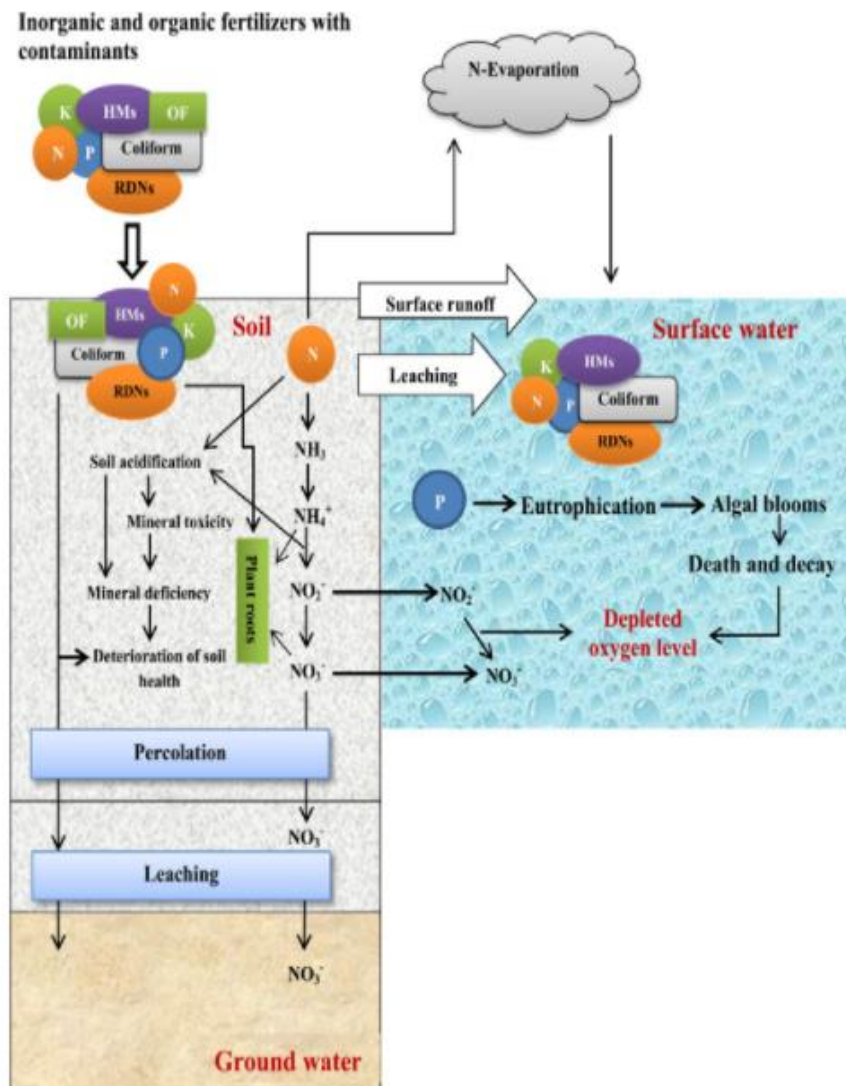 Inorganic and organic fertilizers with
contaminants
N-Evaporation
K
HMs
OF
N
P
Coliform
RDNs
N
OF
HMs
K
Soil
Coliform
P
RDNs
N
Surface runoff
Leaching
Surface water
K
HMs
N
P
Coliform
RDNs
Soil acidification
NH₃
NH₄⁺
Mineral toxicity
Plant roots
Mineral deficiency
NO₂⁻
Deterioration of soil
health
NO₃⁻
P
Eutrophication
Algal blooms
Death and decay
NO₂⁻
Depleted
oxygen level
NO₃⁻
Percolation
NO₃⁻
Leaching
NO₃⁻
Ground water